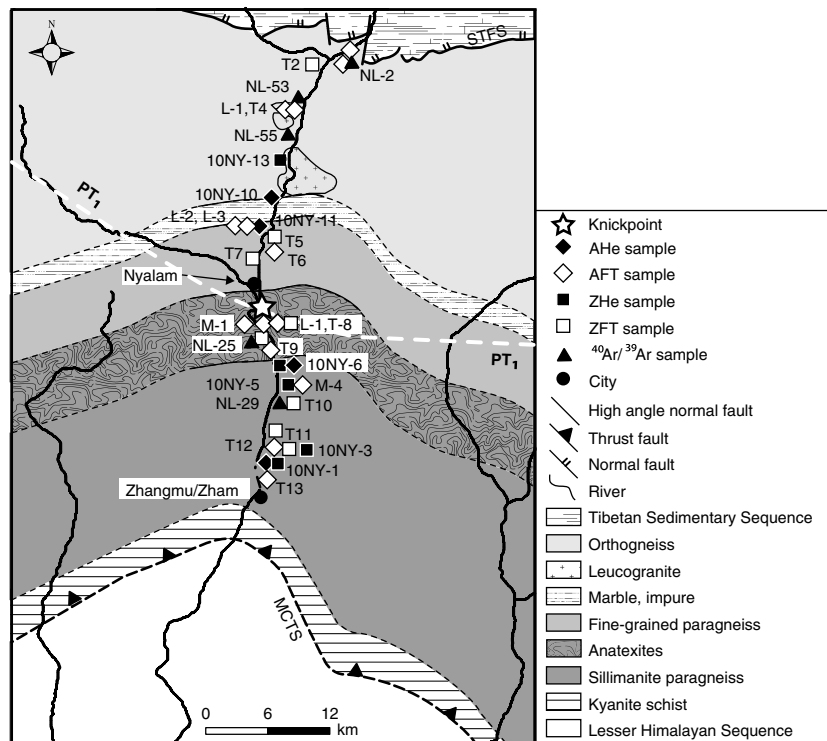 N
STFS
T2
NL-2
NL-53
L-1,T4
NL-55
10NY-13
PT1
10NY-10
L-2, L-3
10NY-11
T5
T7
T6
Nyalam
M-1
L-1,T-8
NL-25
T9
PT1
10NY-6
10NY-5
M-4
NL-29
T10
T11
T12
10NY-3
10NY-1
Zhangmu/Zham
T13
MCTS
0 6 12
km
Knickpoint
AHe sample
AFT sample
ZHe sample
ZFT sample
40Ar/39Ar sample
City
High angle normal fault
Thrust fault
Normal fault
River
Tibetan Sedimentary Sequence
Orthogneiss
Leucogranite
Marble, impure
Fine-grained paragneiss
Anatexites
Sillimanite paragneiss
Kyanite schist
Lesser Himalayan Sequence